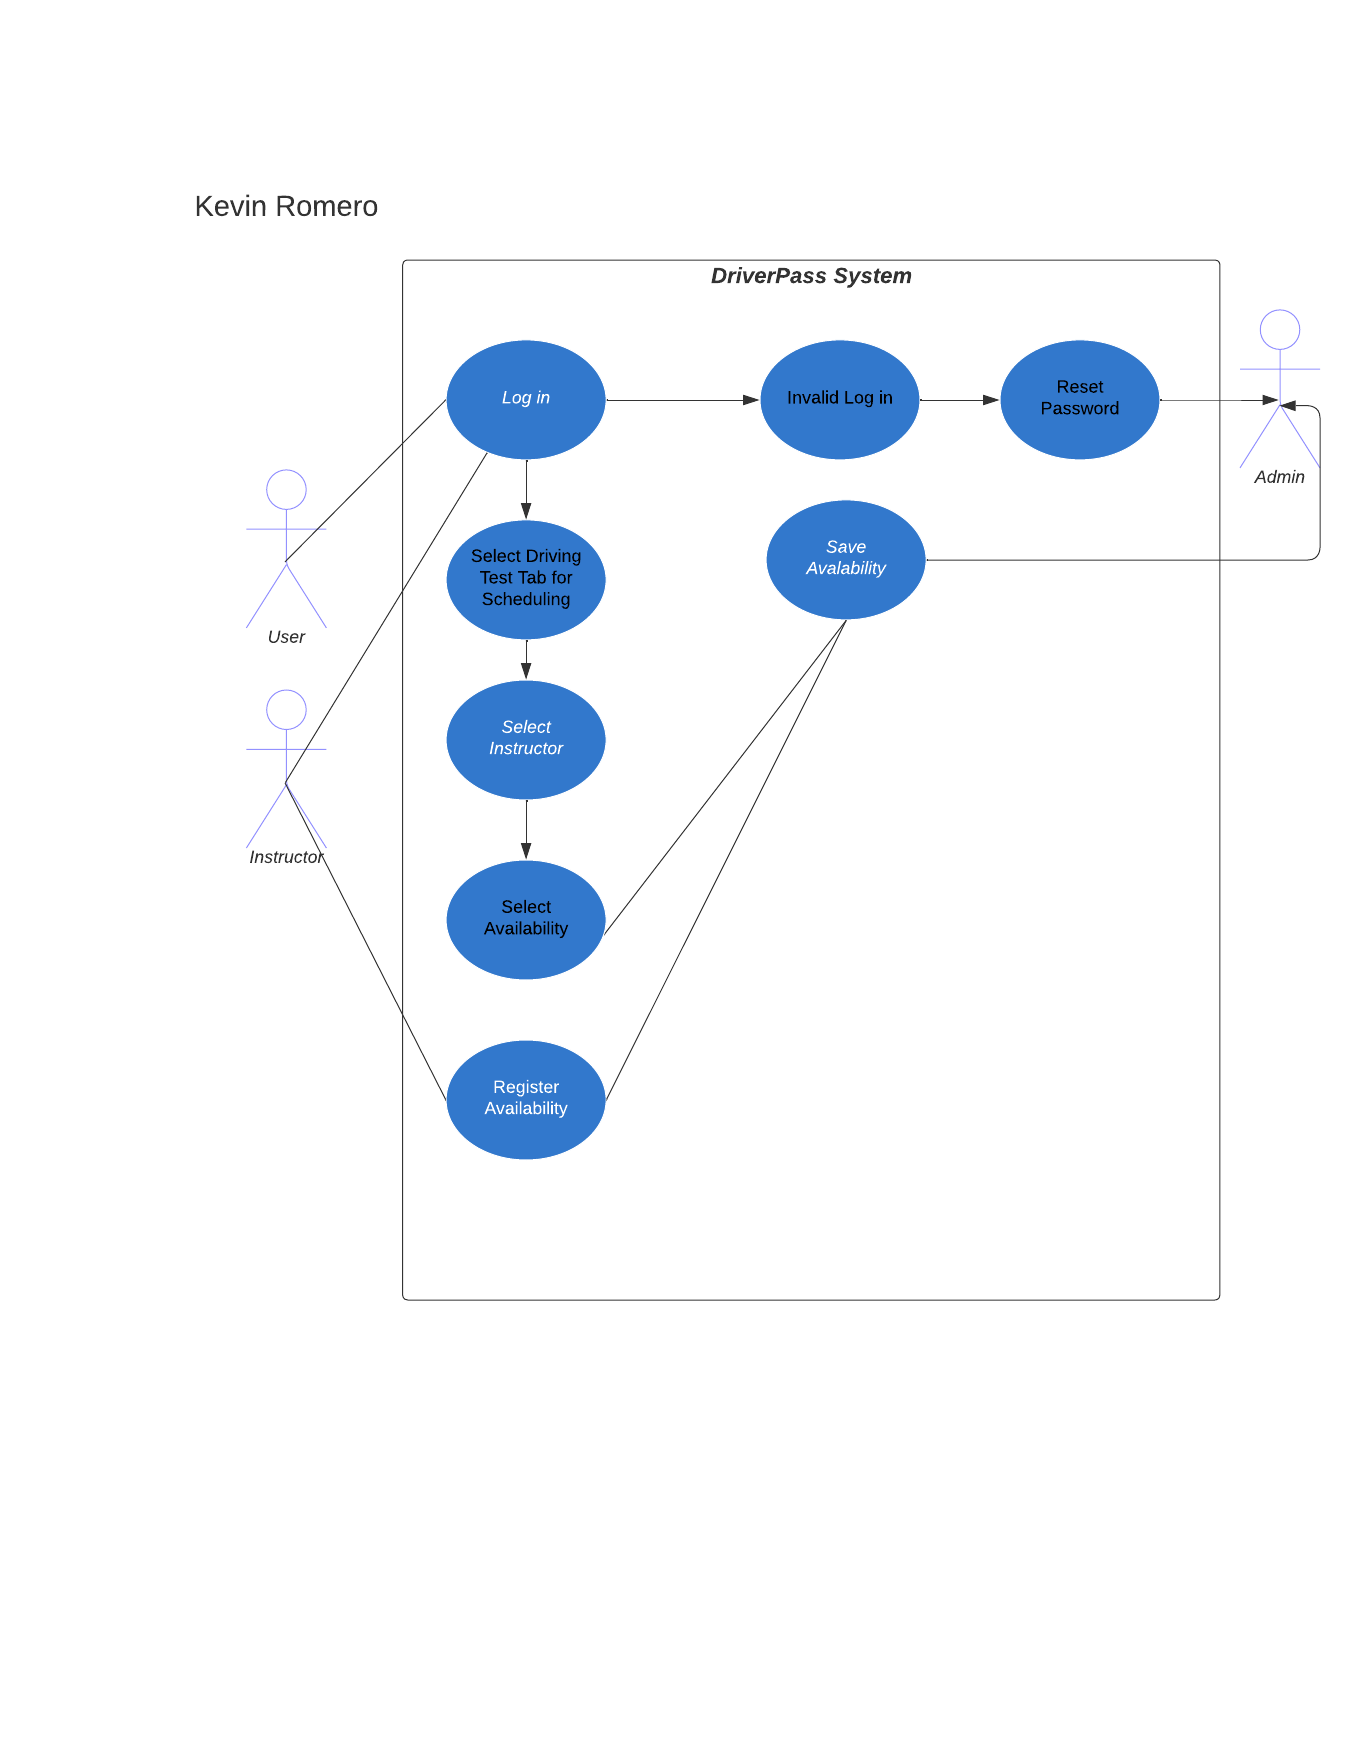 Kevin Romero
DriverPass System
Log in
Invalid Log in
Reset
Password
Admin
Save
Avalability
Select Driving
Test Tab for
Scheduling
User
Select
Instructor
Instructor
Select
Availability
Register
Availability